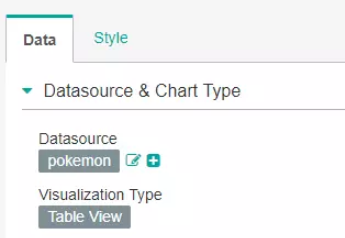 Data Style
Datasource & Chart Type
Datasource
pokemon
Visualization Type
Table View